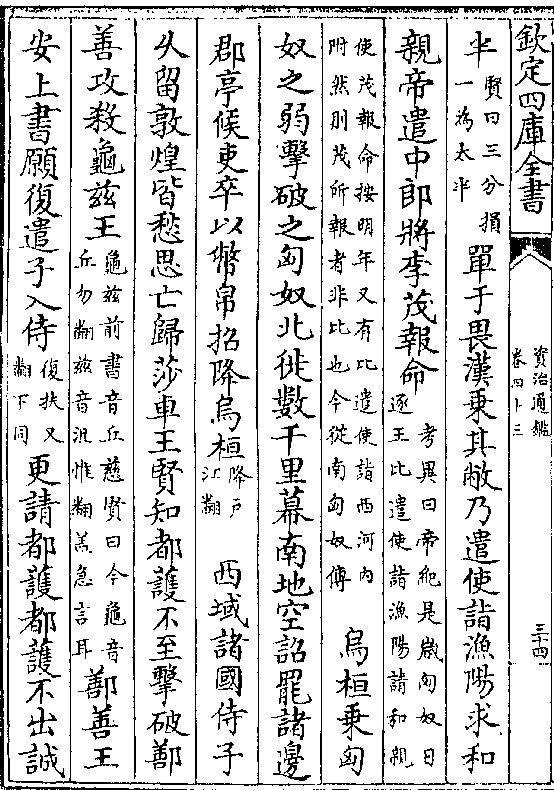 欽定四庫全書
資治通鑑
卷四十三
三十四
半
賢曰三分損
一為太半
單于畏漢乗其敝乃遣使詣漁陽求和
親帝遣中郎將李茂報命
考異曰帝紀是嵗匈奴日
逐王比遣使詣漁陽請和親
使茂報命按明年又有比遣使詣西河内
附然則茂所報者非比也今從南匈奴傳
烏桓乗匈
奴之弱擊破之匈奴北徙數千里幕南地空詔罷諸邊
郡亭候吏卒以幣帛招降烏桓
降戸
江翻
西域諸國侍子
久留敦煌皆愁思亡歸莎車王賢知都護不至擊破鄯
善攻殺龜兹王
龜兹前書音丘慈賢曰今龜音
丘勿翻兹音沮惟翻葢急言耳
鄯善王
安上書願復遣子入侍
復扶又
翻下同
更請都護都護不出誠